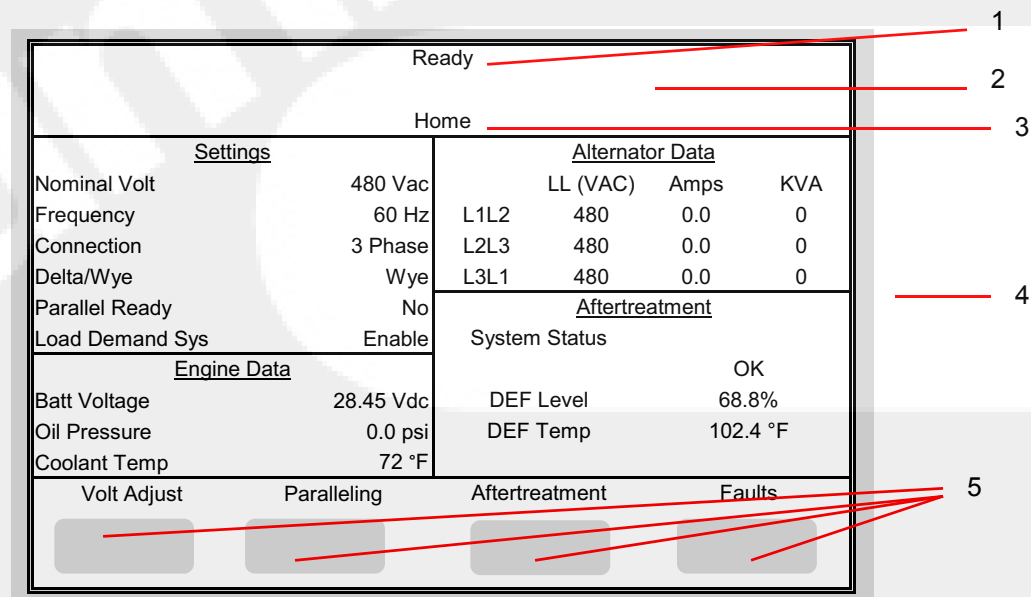 1
Ready
2
Home
3
Settings
Nominal Volt 480 Vac
Frequency 60 Hz
Connection 3 Phase
Delta/Wye Wye
Parallel Ready No
Load Demand Sys Enable
Alternator Data
LL (VAC) Amps KVA
L1L2 480 0.0 0
L2L3 480 0.0 0
L3L1 480 0.0 0
4
Engine Data
Batt Voltage 28.45 Vdc
Oil Pressure 0.0 psi
Coolant Temp 72 °F
Aftertreatment
System Status
OK
DEF Level 68.8%
DEF Temp 102.4 °F
Volt Adjust Paralleling Aftertreatment Faults
5